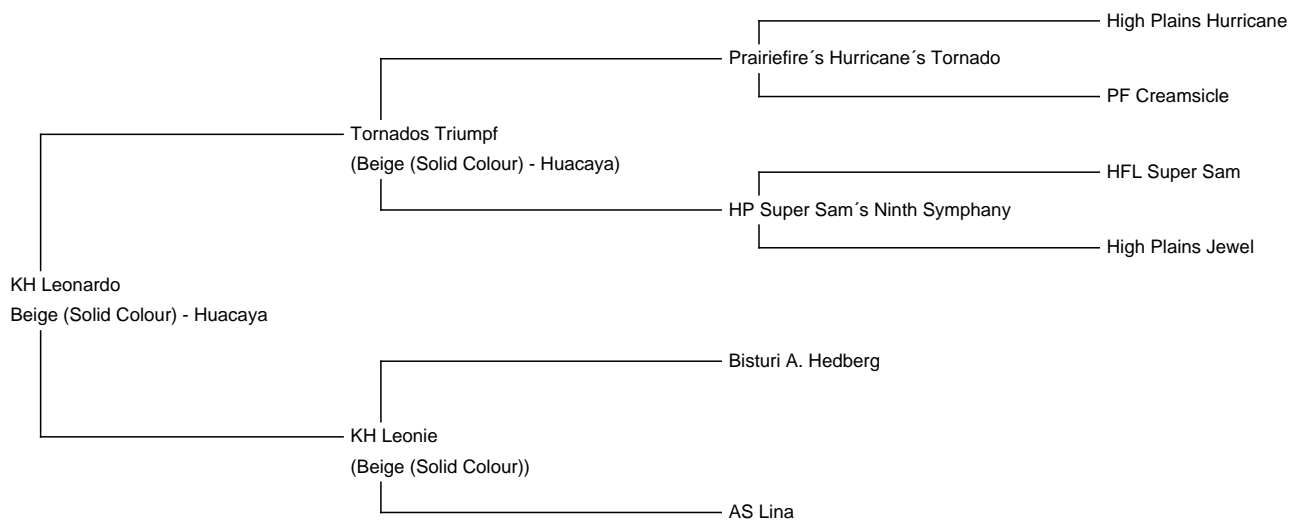 High Plains Hurricane
Prairiefire´s Hurricane´s Tornado
PF Creamsicle
Tornados Triumpf
(Beige (Solid Colour) - Huacaya)
HFL Super Sam
HP Super Sam´s Ninth Symphany
High Plains Jewel
KH Leonardo
Beige (Solid Colour) - Huacaya
Bisturi A. Hedberg
KH Leonie
(Beige (Solid Colour))
AS Lina